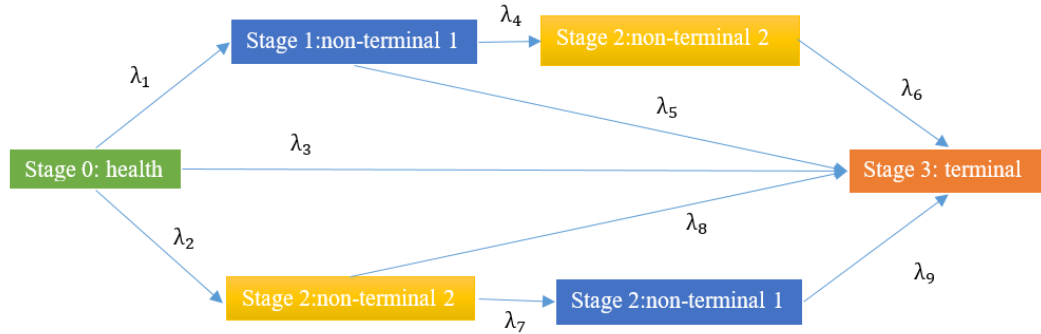 Stage 1:non-terminal 1
λ₄
Stage 2:non-terminal 2
λ₁
λ₅
λ₆
Stage 0: health
λ₃
Stage 3: terminal
λ₂
λ₈
Stage 2:non-terminal 2
λ₇
Stage 2:non-terminal 1
λ₉